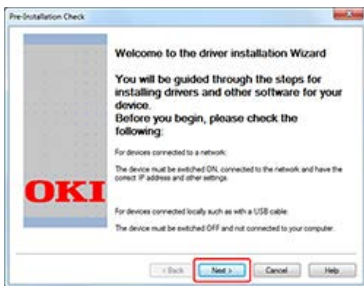 Pre-Installation Check
Welcome to the driver installation Wizard
You will be guided through the steps for
installing drivers and other software for your
device.
Before you begin, please check the
following:
For devices connected to a network:
The device must be switched ON, connected to the network and have the
correct IP address and other settings.
OKI
For devices connected locally such as with a USB cable:
The device must be switched OFF and not connected to your computer.
< Back
Next >
Cancel
Help